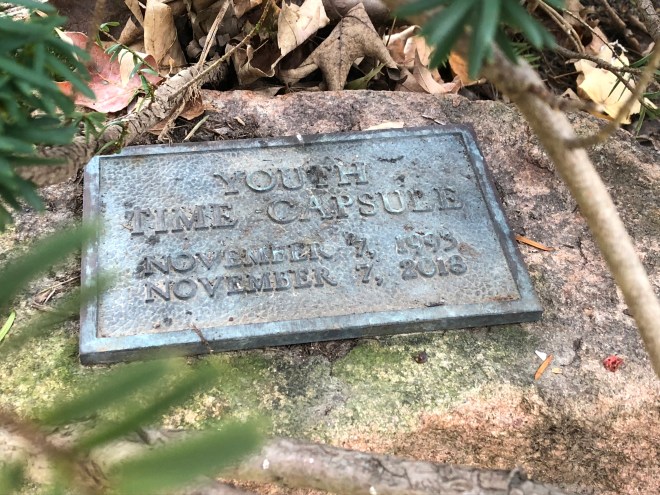 YOUTH
TIME CAPSULE
NOVEMBER 7, 1993
NOVEMBER 7, 2018